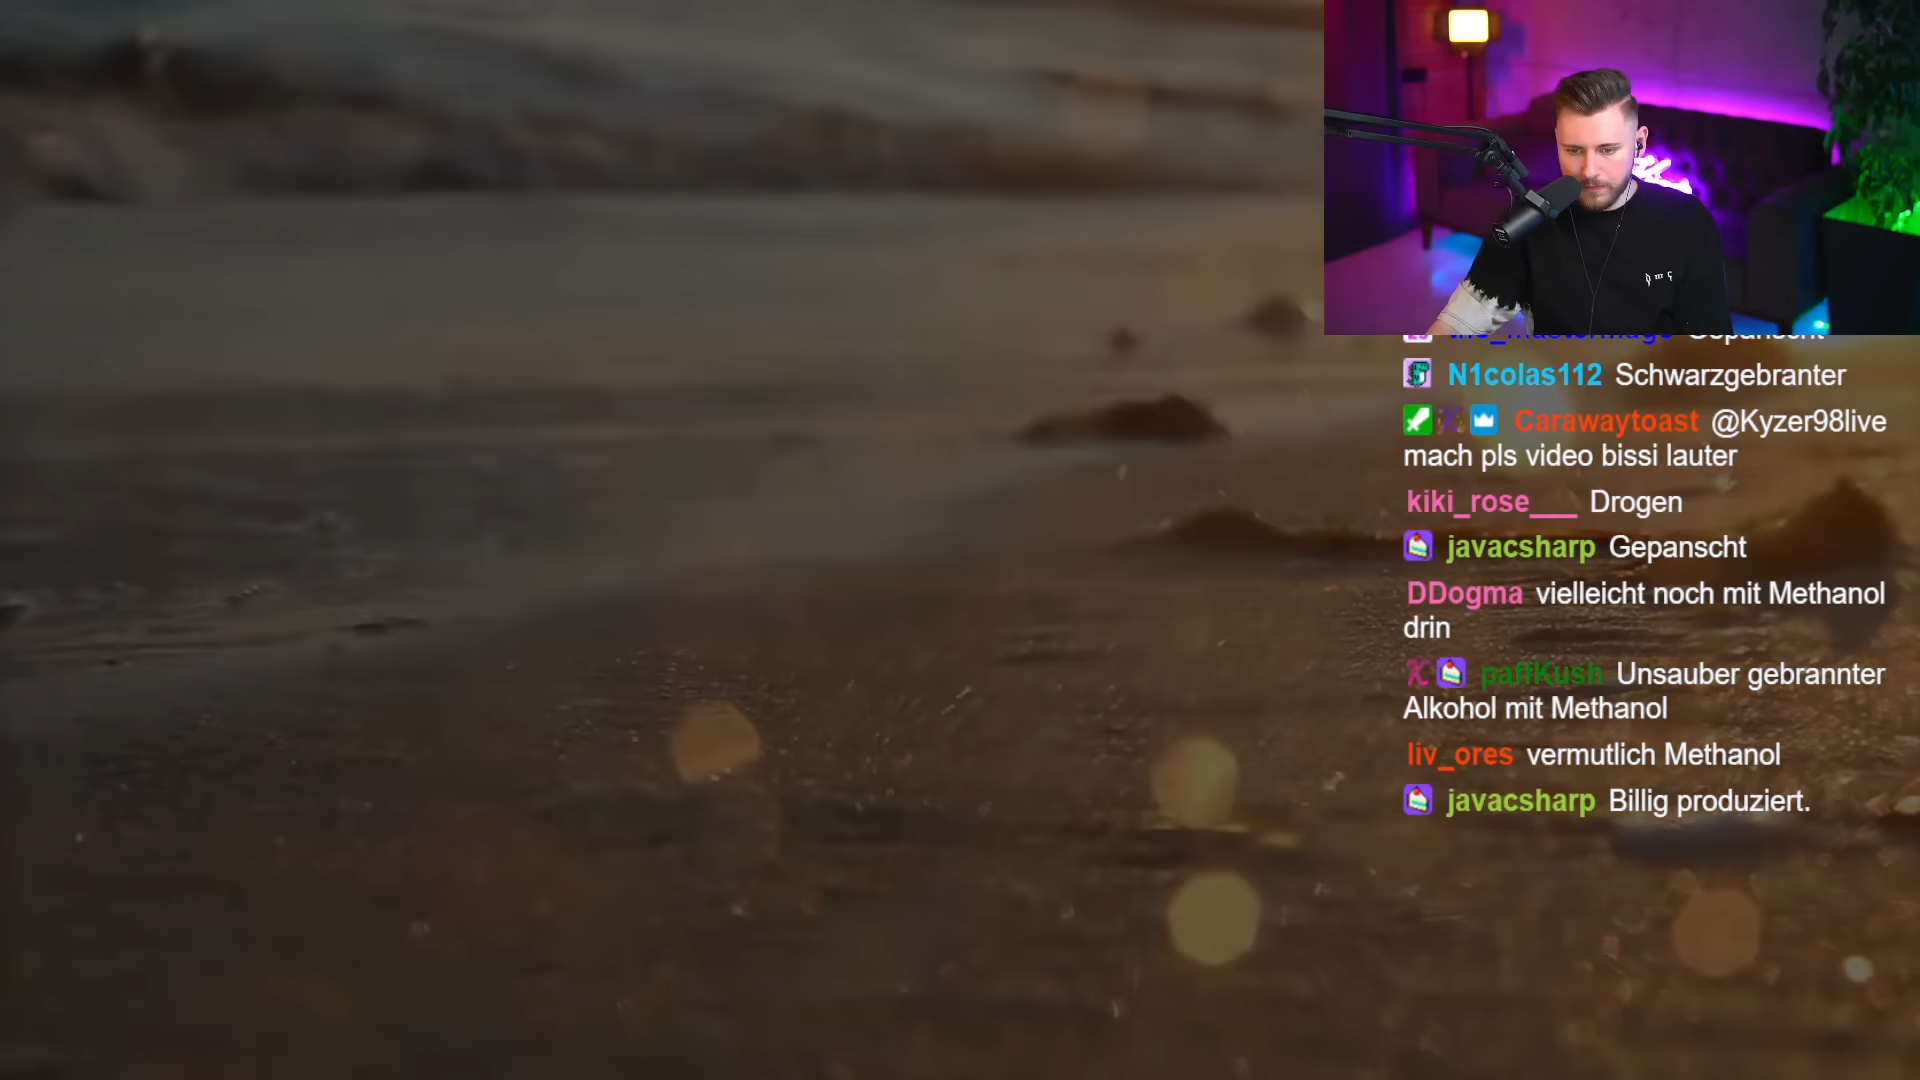 Gepanscht
N1colas112 Schwarzgebranter
Carawaytoast @Kyzer98live
mach pls video bissi lauter
kiki_rose___ Drogen
javacsharp Gepanscht
DDogma vielleicht noch mit Methanol
drin
paffKush Unsauber gebrannter
Alkohol mit Methanol
liv_ores vermutlich Methanol
javacsharp Billig produziert.